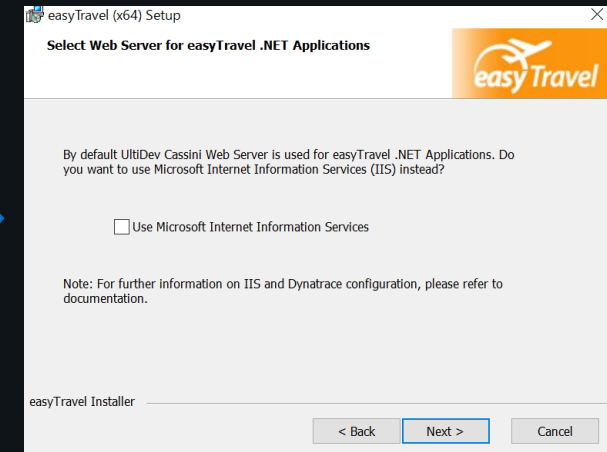 easyTravel (x64) Setup
Select Web Server for easyTravel .NET Applications
easyTravel
By default UltiDev Cassini Web Server is used for easyTravel .NET Applications. Do
you want to use Microsoft Internet Information Services (IIS) instead?
Use Microsoft Internet Information Services
Note: For further information on IIS and Dynatrace configuration, please refer to
documentation.
easyTravel Installer
< Back
Next >
Cancel